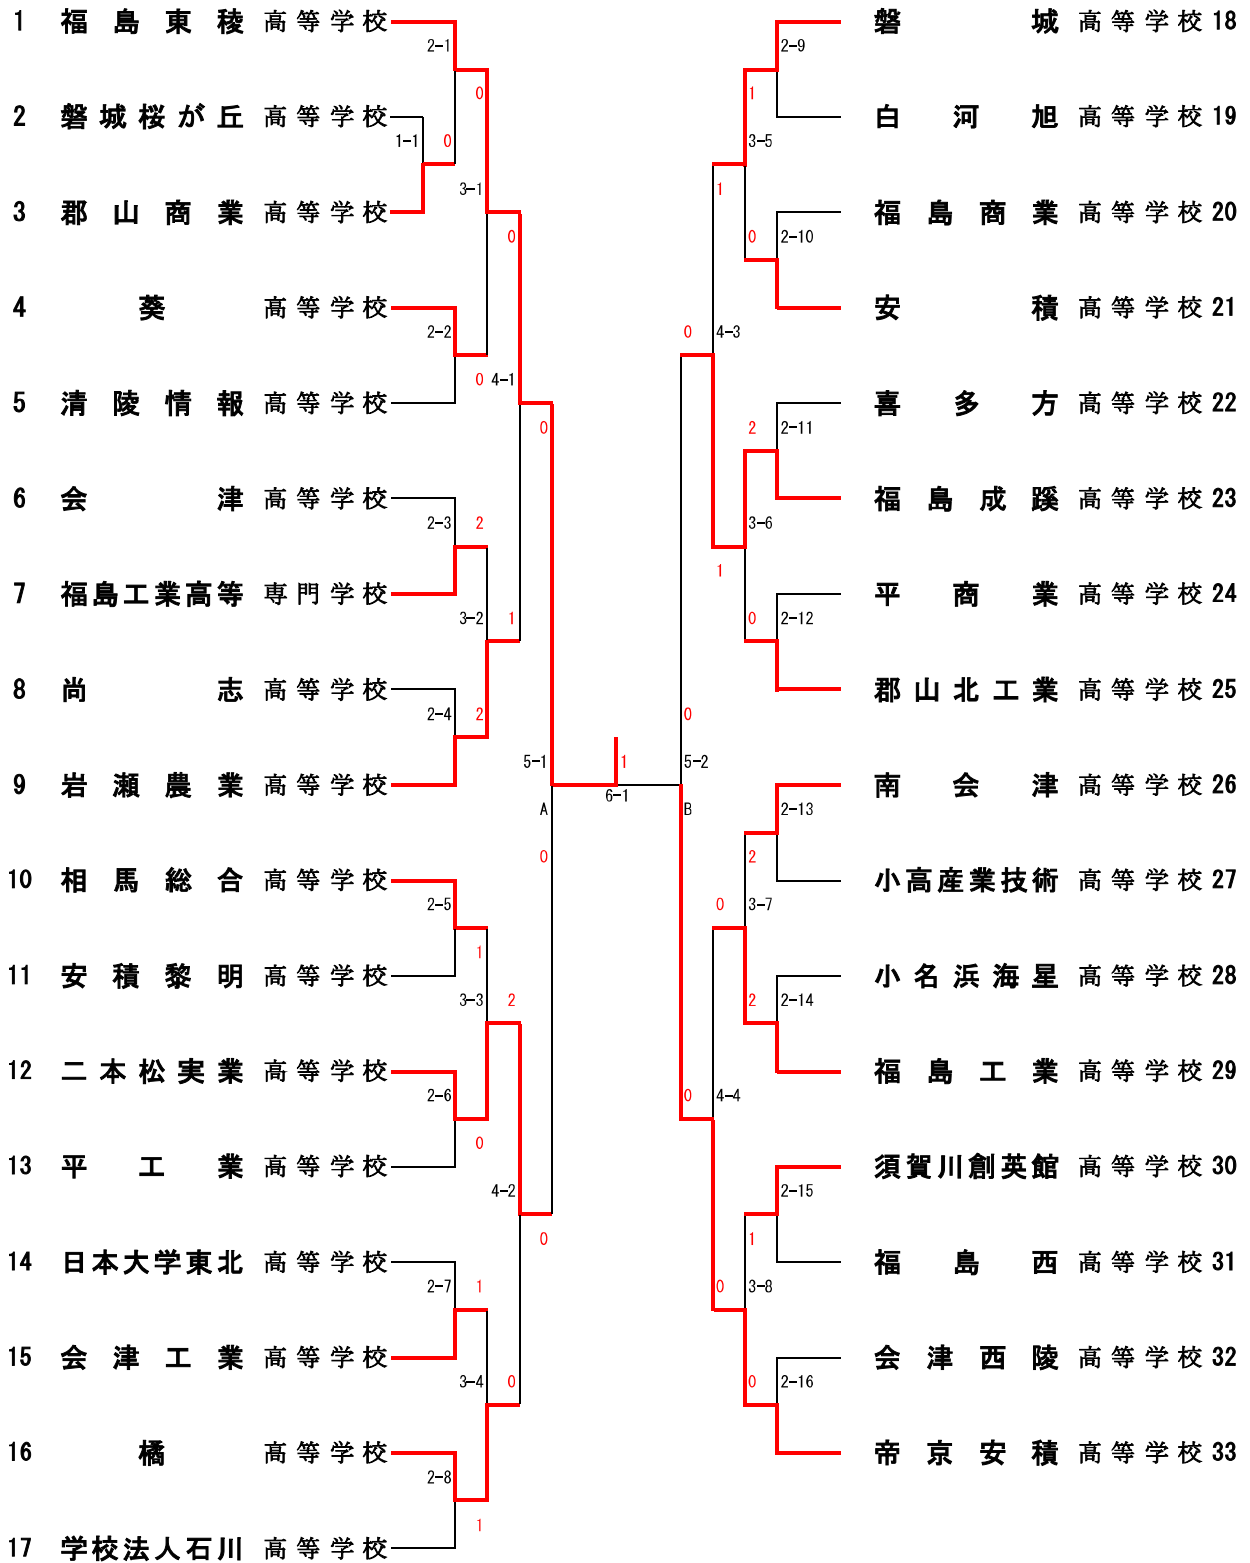 1 福島東稜 高等学校
2-1
0
2 磐城桜が丘 高等学校
1-1
0
3 郡山商業 高等学校
3-1
0
4 葵 高等学校
2-2
0
4-1
5 清陵情報 高等学校
0
6 会津 高等学校
2-3
2
7 福島工業高等 専門学校
3-2
1
8 尚志 高等学校
2-4
2
9 岩瀬農業 高等学校
5-1
A
0
10 相馬総合 高等学校
2-5
1
11 安積黎明 高等学校
3-3
2
12 二本松実業 高等学校
2-6
0
13 平工業 高等学校
4-2
0
14 日本大学東北 高等学校
2-7
1
15 会津工業 高等学校
3-4
0
16 橘 高等学校
2-8
1
17 学校法人石川 高等学校
1
6-1
磐城 高等学校 18
2-9
1
白河旭 高等学校 19
3-5
1
福島商業 高等学校 20
0
2-10
安積 高等学校 21
0
4-3
喜多方 高等学校 22
2
2-11
福島成蹊 高等学校 23
3-6
1
平商業 高等学校 24
0
2-12
郡山北工業 高等学校 25
0
5-2
B
南会津 高等学校 26
2-13
2
小高産業技術 高等学校 27
0
3-7
小名浜海星 高等学校 28
2
2-14
福島工業 高等学校 29
0
4-4
須賀川創英館 高等学校 30
2-15
1
福島西 高等学校 31
0
3-8
会津西陵 高等学校 32
0
2-16
帝京安積 高等学校 33